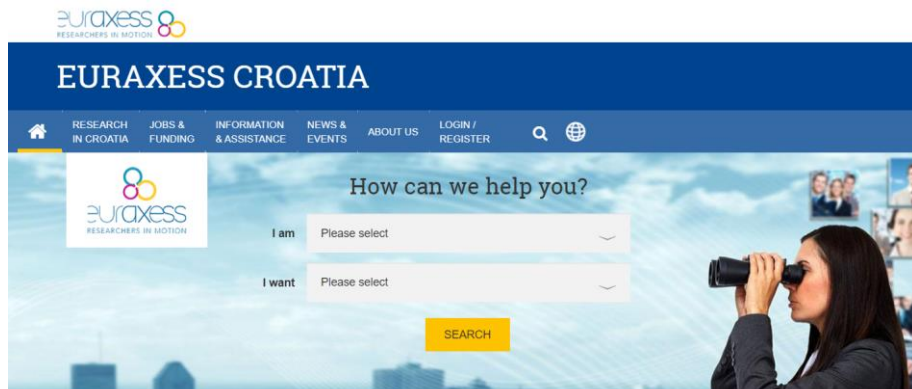 euraxess
RESEARCHERS IN MOTION
EURAXESS CROATIA
RESEARCH
IN CROATIA
JOBS &
FUNDING
INFORMATION
& ASSISTANCE
NEWS &
EVENTS
ABOUT US
LOGIN /
REGISTER
euraxess
RESEARCHERS IN MOTION
How can we help you?
I am
Please select
I want
Please select
SEARCH